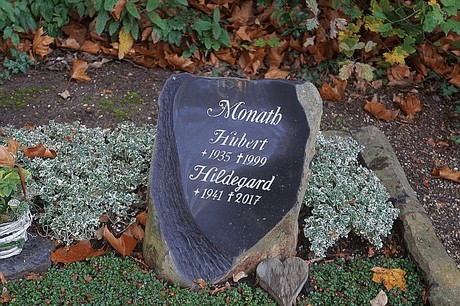 Monath
Hubert
*1935 †1999
Hildegard
*1941 †2017